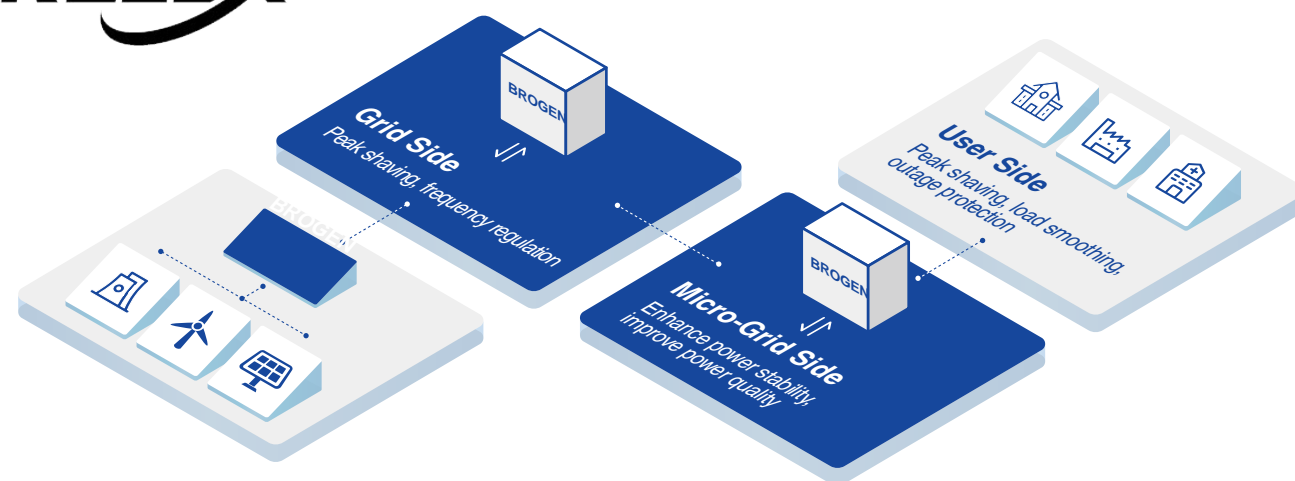 BROGEN
Grid Side
Peak shaving, frequency regulation
BROGEN
BROGEN
Micro-Grid Side
Enhance power stability,
improve power quality
User Side
Peak shaving, load smoothing,
outage protection